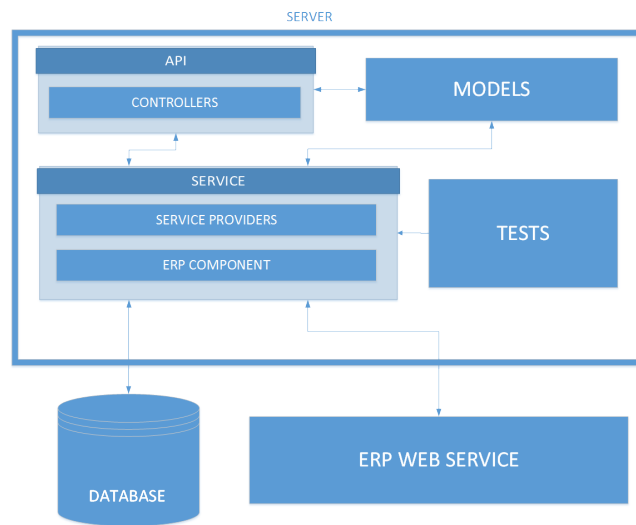 SERVER
API
CONTROLLERS
MODELS
SERVICE
SERVICE PROVIDERS
ERP COMPONENT
TESTS
DATABASE
ERP WEB SERVICE